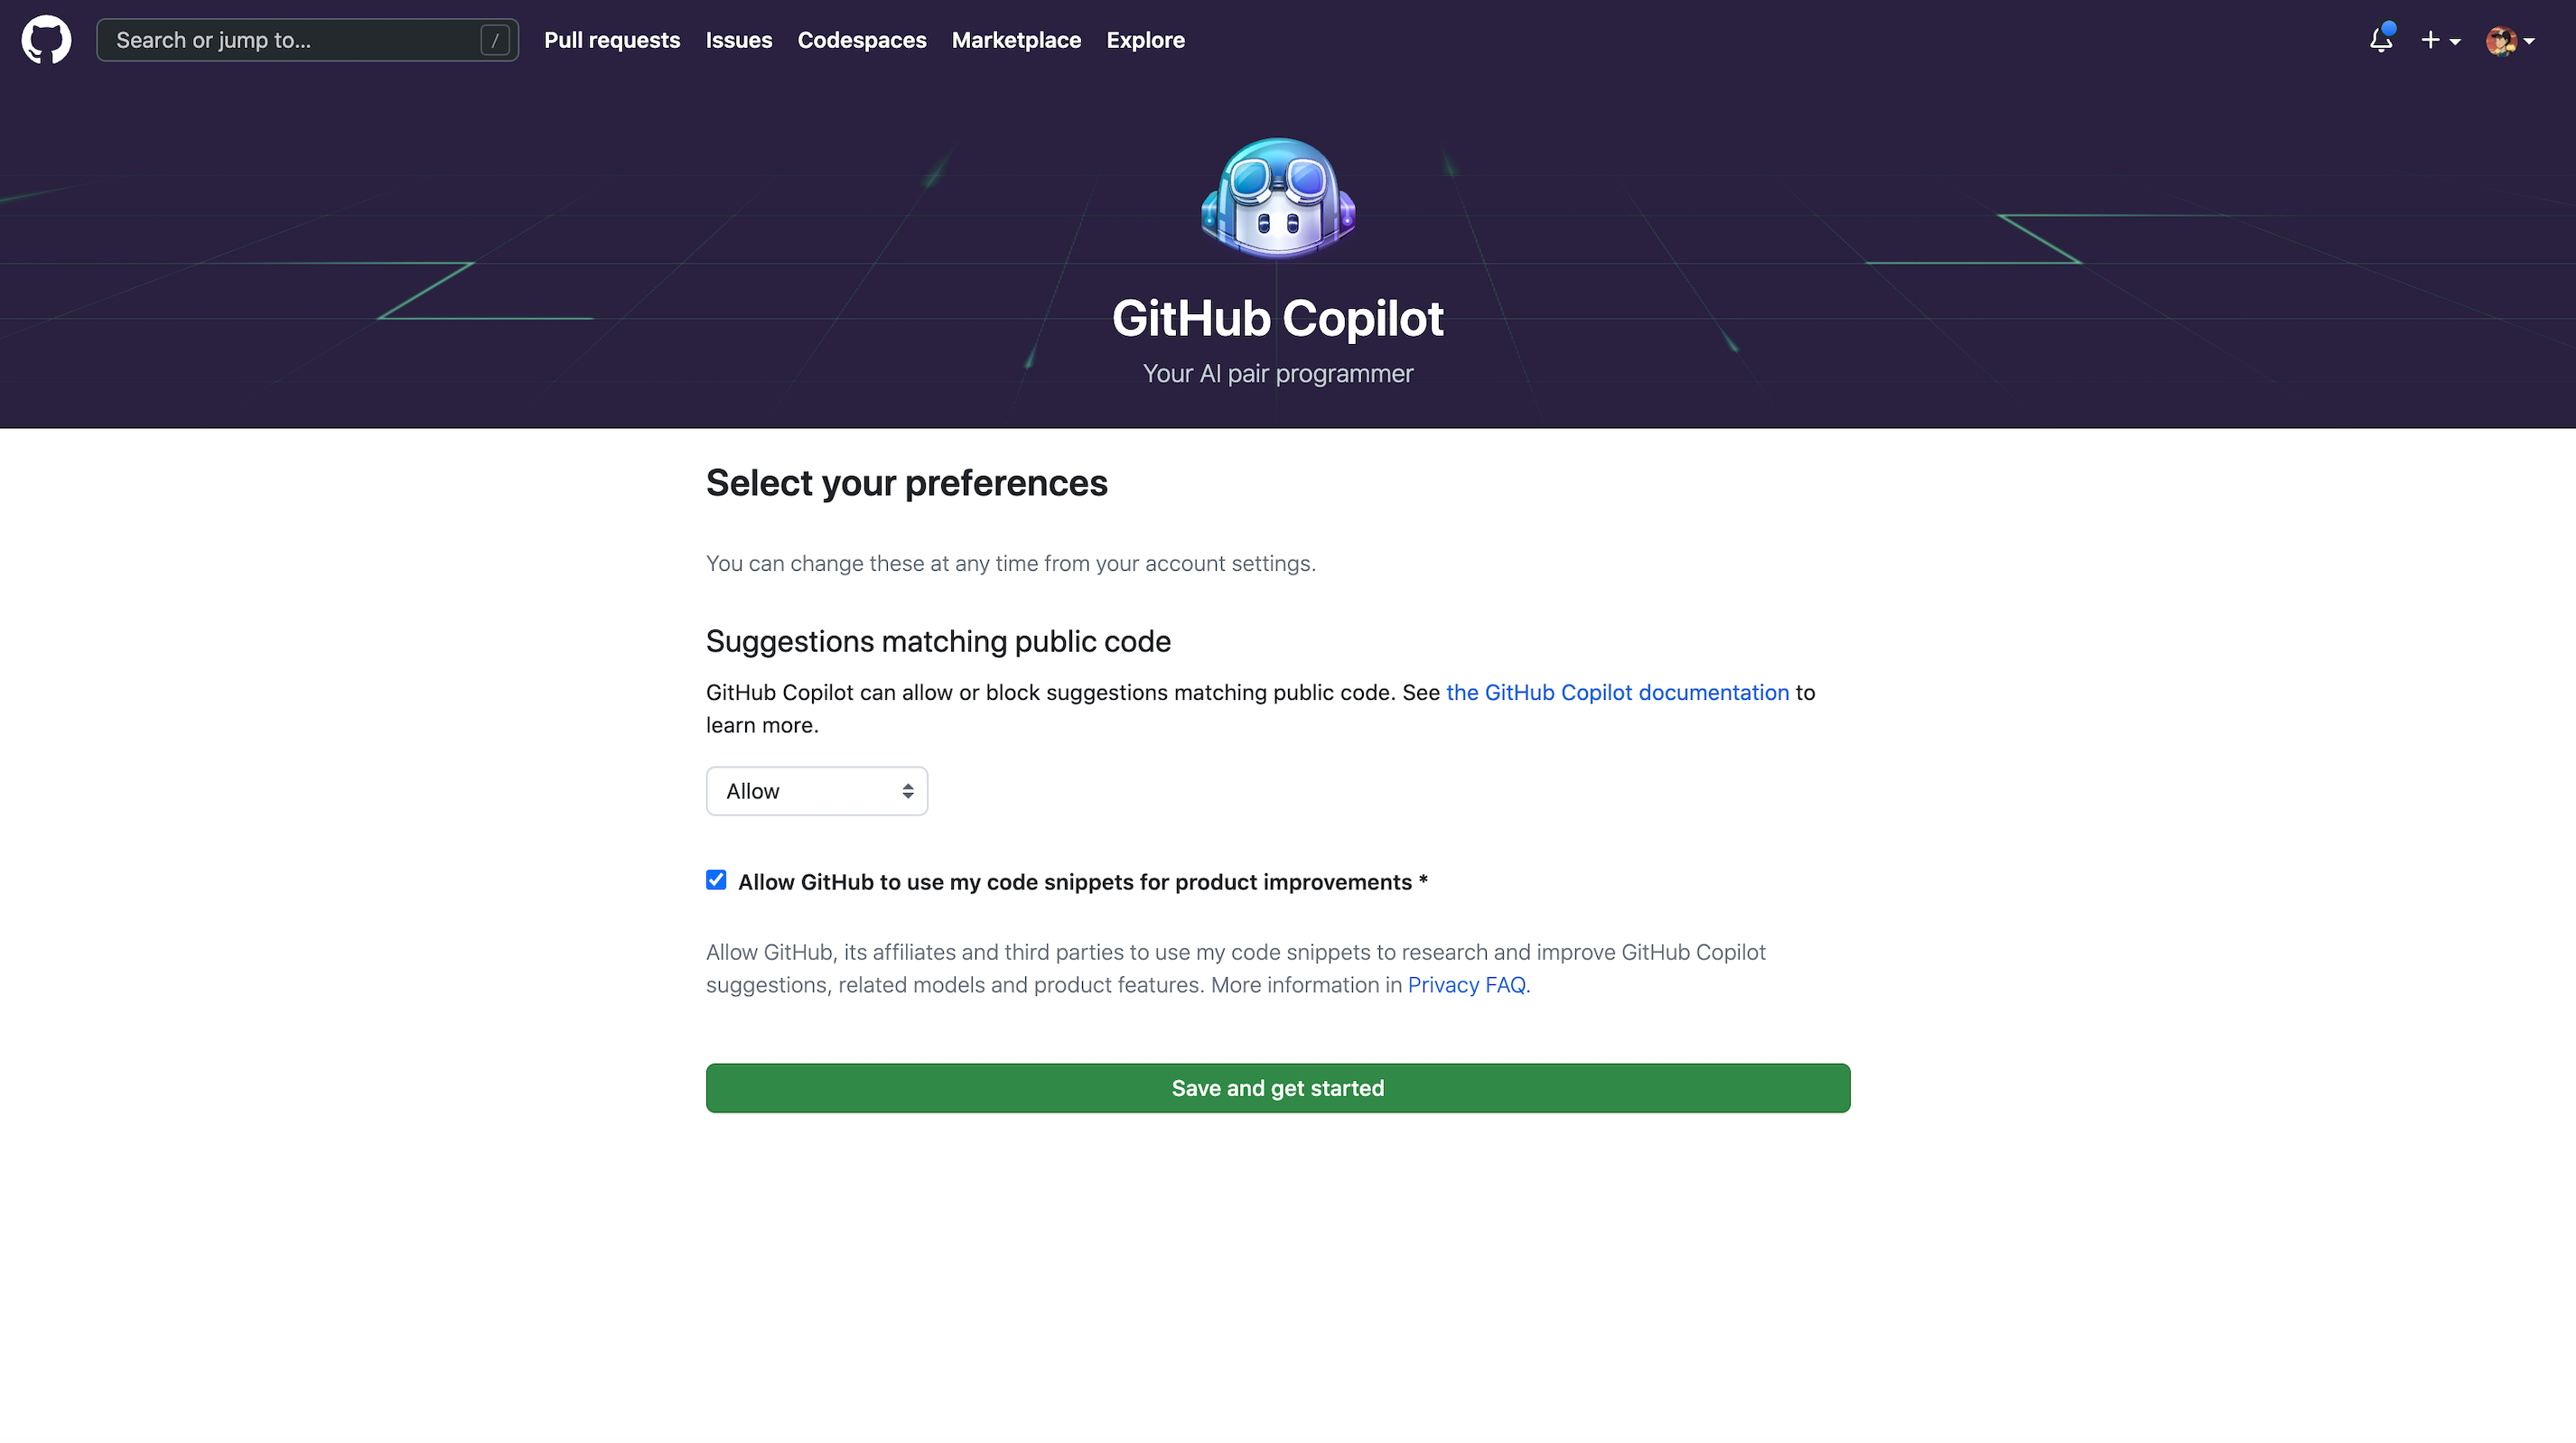 Search or jump to... /
Pull requests Issues Codespaces Marketplace Explore
GitHub Copilot
Your AI pair programmer
Select your preferences
You can change these at any time from your account settings.
Suggestions matching public code
GitHub Copilot can allow or block suggestions matching public code. See the GitHub Copilot documentation to
learn more.
Allow
Allow GitHub to use my code snippets for product improvements *
Allow GitHub, its affiliates and third parties to use my code snippets to research and improve GitHub Copilot
suggestions, related models and product features. More information in Privacy FAQ.
Save and get started